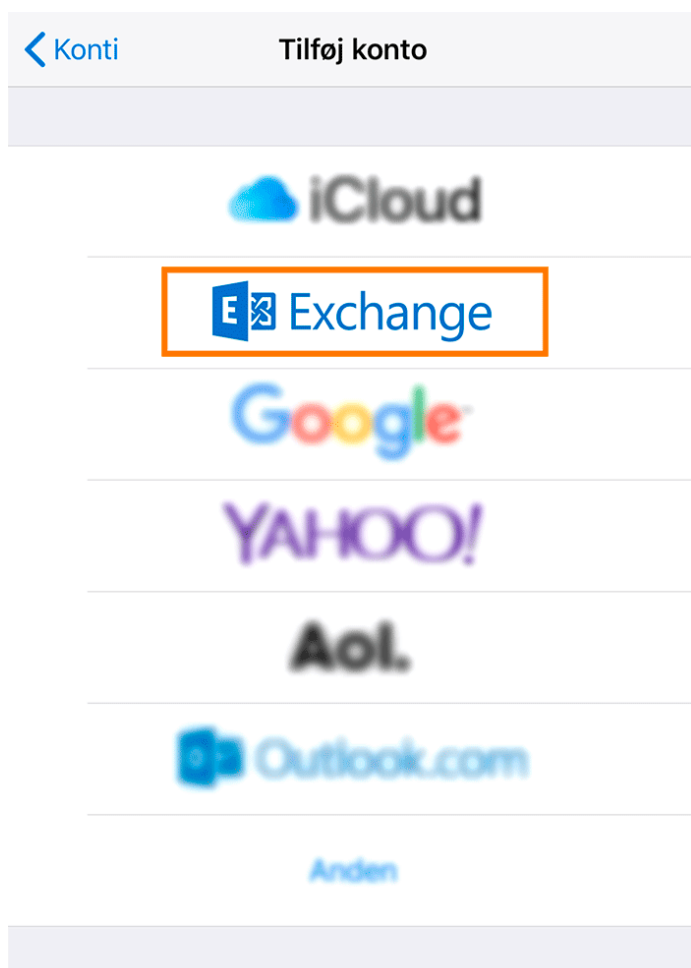 Konti
Tilføj konto
iCloud
Exchange
Google
YAHOO!
Aol.
Outlook.com
Anden